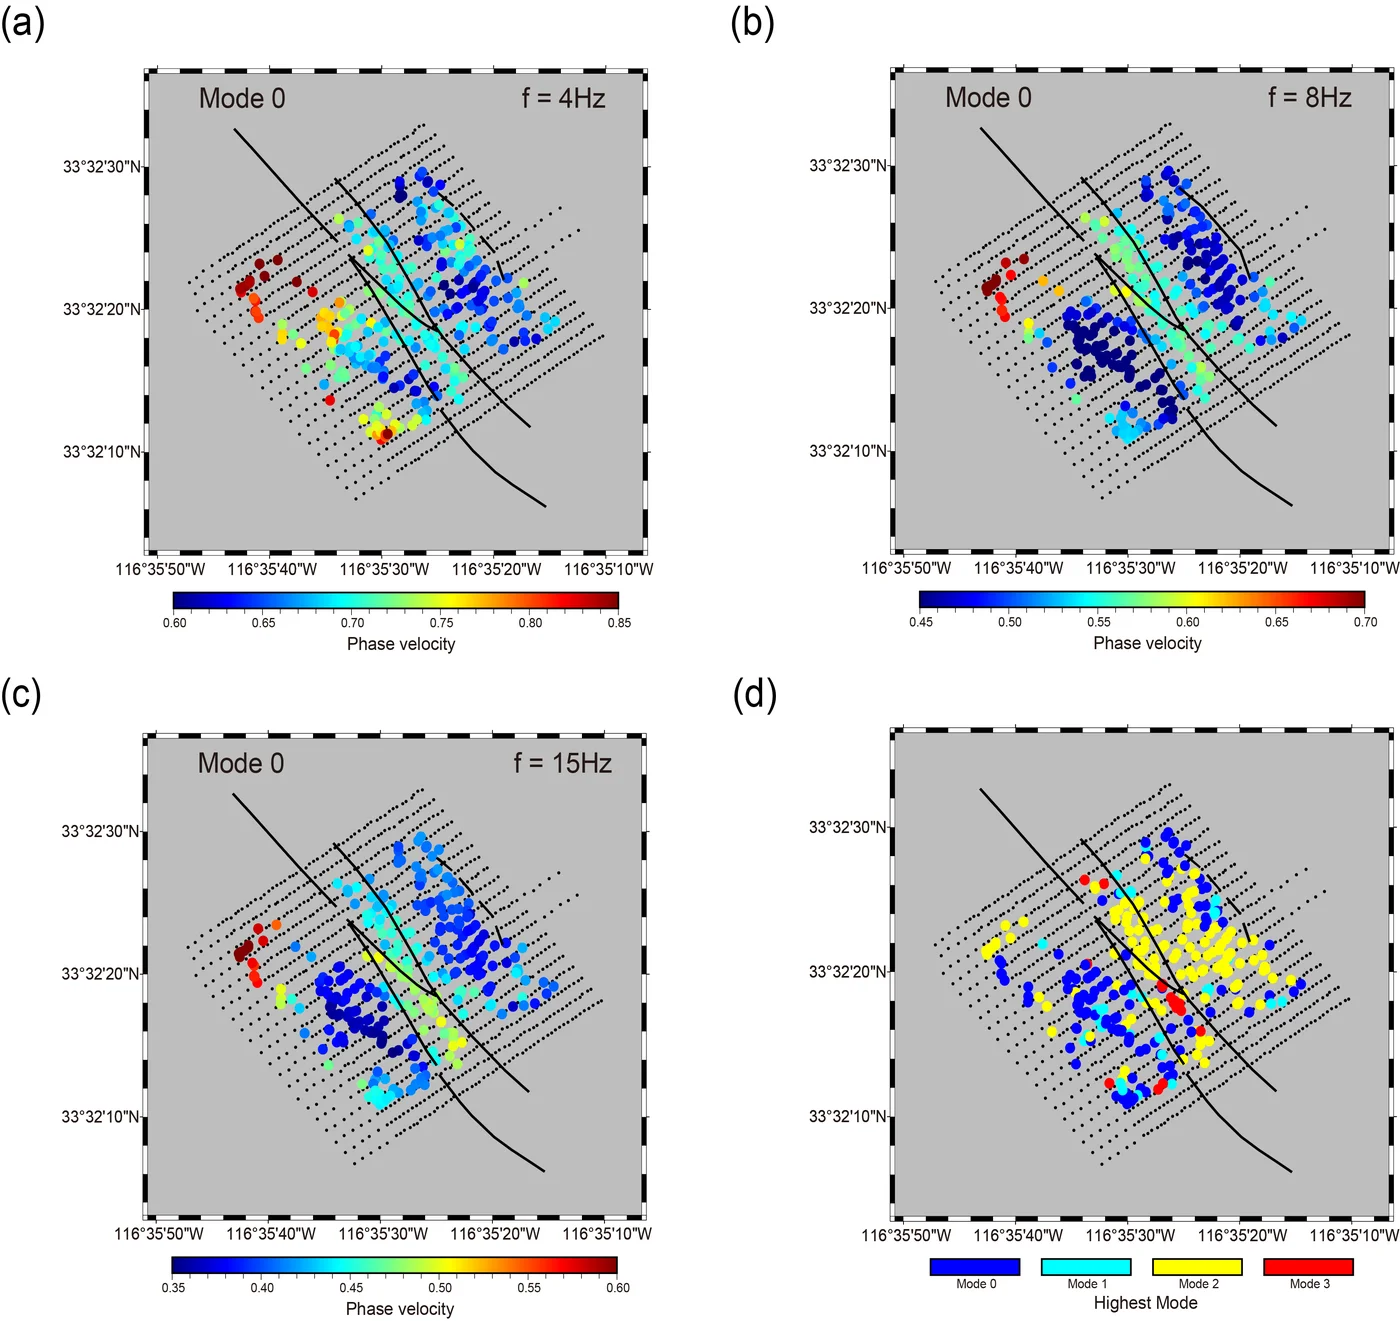 (a)
(b)
Mode 0 f = 4Hz
Mode 0 f = 8Hz
33°32'30"N
33°32'20"N
33°32'10"N
33°32'30"N
33°32'20"N
33°32'10"N
116°35'50"W 116°35'40"W 116°35'30"W 116°35'20"W 116°35'10"W
116°35'50"W 116°35'40"W 116°35'30"W 116°35'20"W 116°35'10"W
0.60 0.65 0.70 0.75 0.80 0.85
Phase velocity
0.45 0.50 0.55 0.60 0.65 0.70
Phase velocity
(c)
(d)
Mode 0 f = 15Hz
33°32'30"N
33°32'20"N
33°32'10"N
33°32'30"N
33°32'20"N
33°32'10"N
116°35'50"W 116°35'40"W 116°35'30"W 116°35'20"W 116°35'10"W
116°35'50"W 116°35'40"W 116°35'30"W 116°35'20"W 116°35'10"W
0.35 0.40 0.45 0.50 0.55 0.60
Phase velocity
Mode 0 Mode 1 Mode 2 Mode 3
Highest Mode